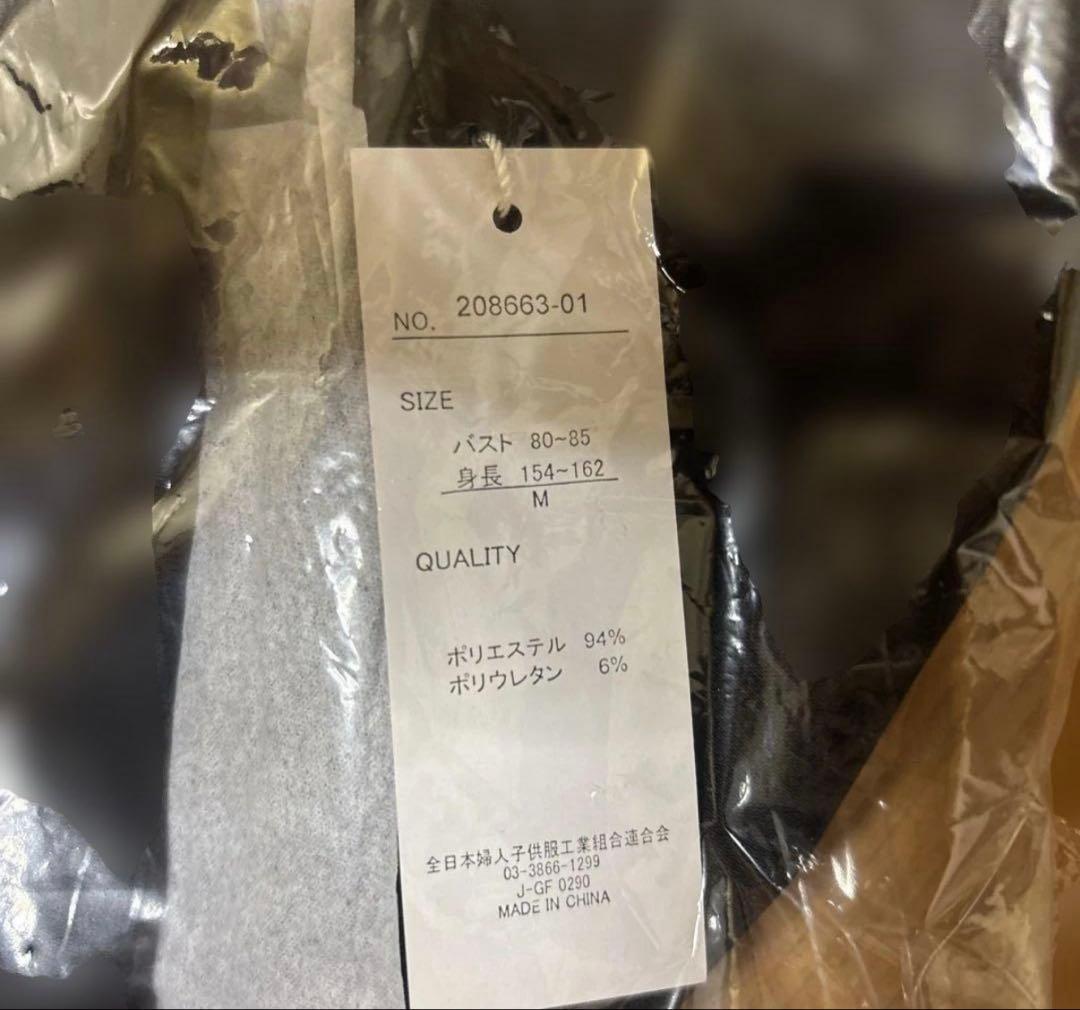 NO. 208663-01
SIZE
バスト 80~85
身長 154~162
M
QUALITY
ポリエステル 94%
ポリウレタン 6%
全日本婦人子供服工業組合連合会
03-3866-1299
J-GF 0290
MADE IN CHINA